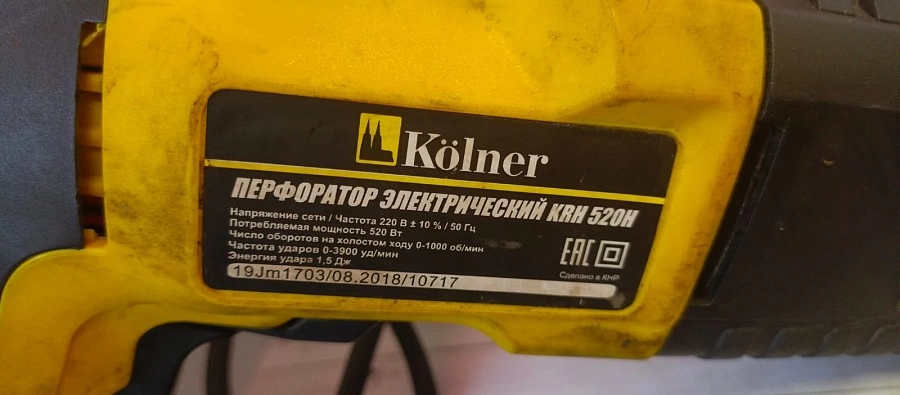 Kölner
ПЕРФОРАТОР ЭЛЕКТРИЧЕСКИЙ KRH 520H
Напряжение сети / Частота 220 В ± 10 % / 50 Гц
Потребляемая мощность 520 Вт
Число оборотов на холостом ходу 0-1000 об/мин
Частота ударов 0-3900 уд/мин
Энергия удара 1,5 Дж
EAC
Сделано в КНР
19Jm1703/08.2018/10717